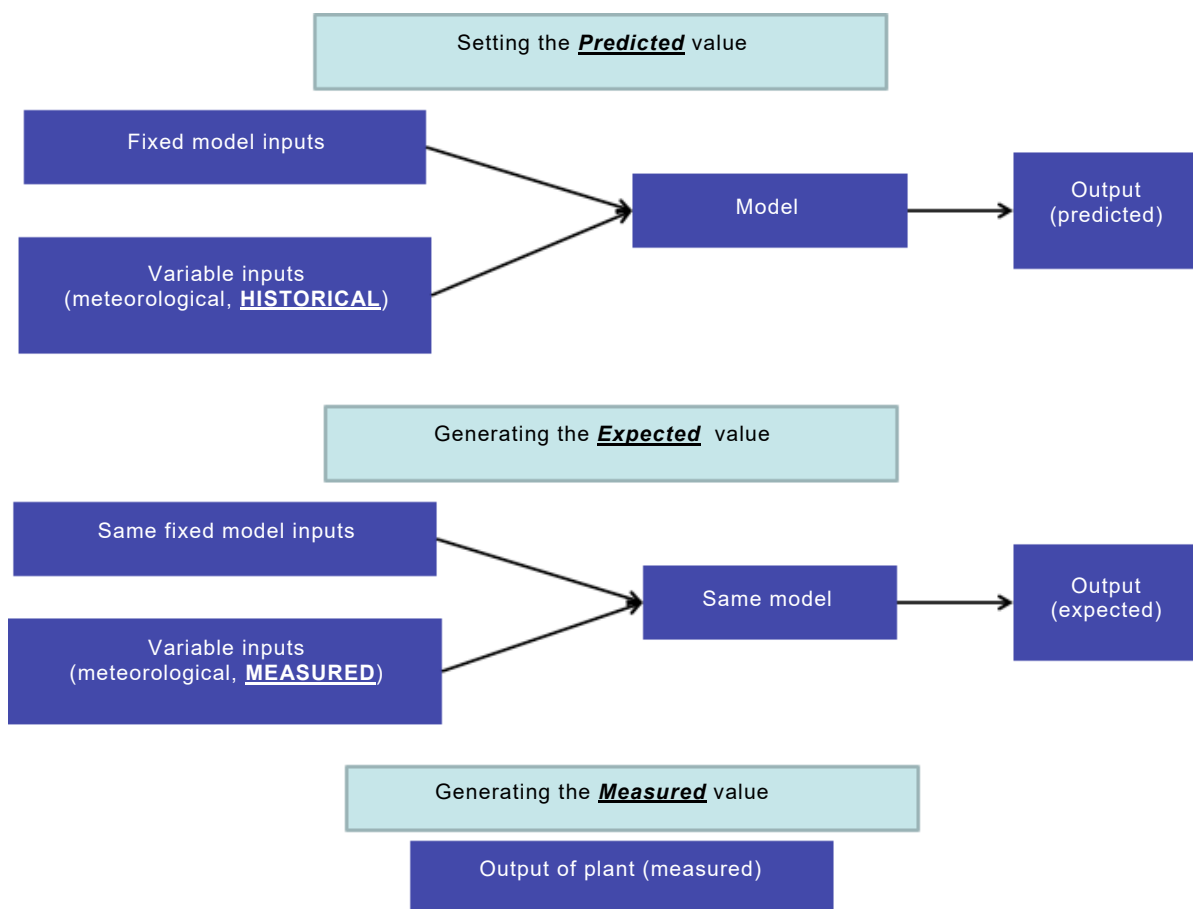 Setting the Predicted value
Fixed model inputs
Model
Output
(predicted)
Variable inputs
(meteorological, HISTORICAL)
Generating the Expected value
Same fixed model inputs
Same model
Output
(expected)
Variable inputs
(meteorological, MEASURED)
Generating the Measured value
Output of plant (measured)